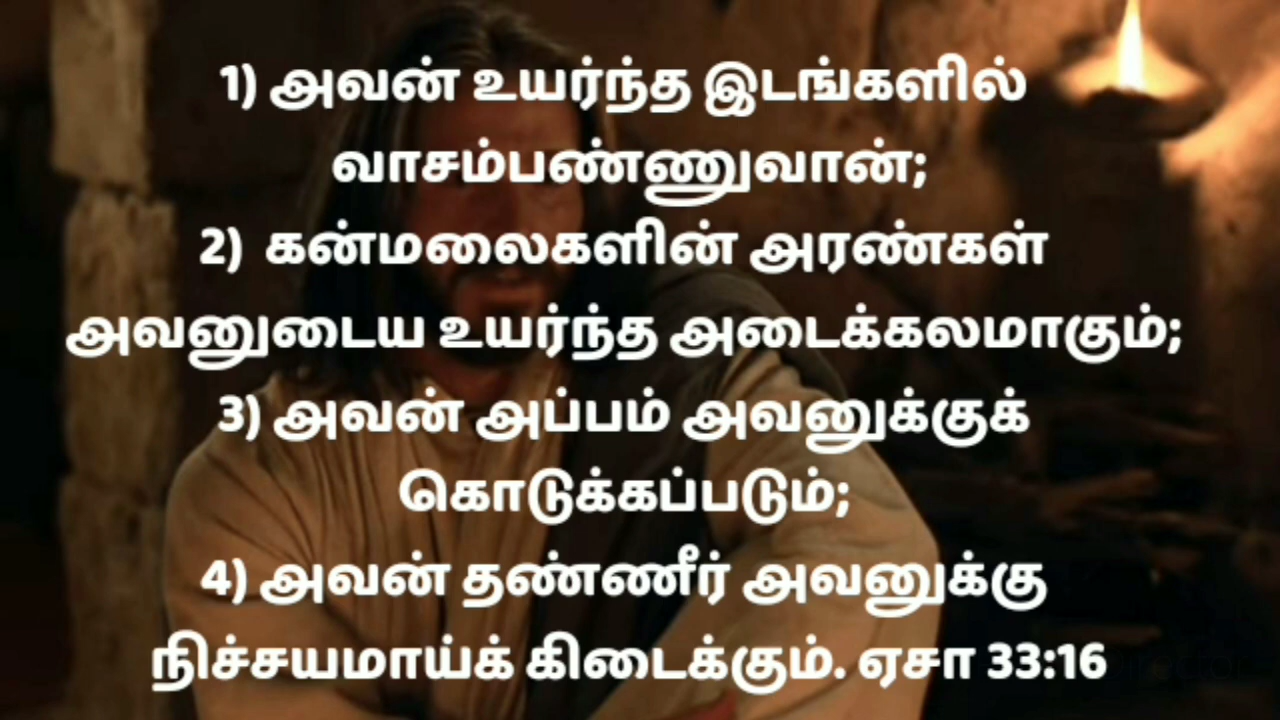 1) அவன் உயர்ந்த இடங்களில்
வாசம்பண்ணுவான்;
2) கன்மலைகளின் அரண்கள்
அவனுடைய உயர்ந்த அடைக்கலமாகும்;
3) அவன் அப்பம் அவனுக்குக்
கொடுக்கப்படும்;
4) அவன் தண்ணீர் அவனுக்கு
நிச்சயமாய்க் கிடைக்கும். ஏசா 33:16